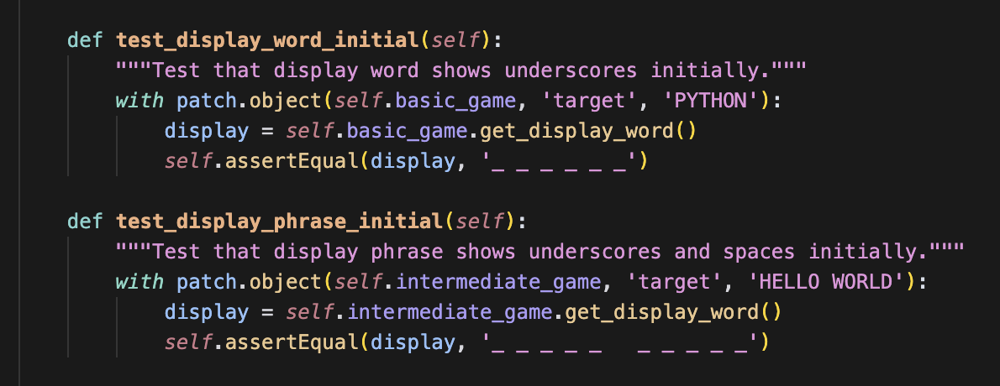 def test_display_word_initial(self):
    """Test that display word shows underscores initially."""
    with patch.object(self.basic_game, 'target', 'PYTHON'):
        display = self.basic_game.get_display_word()
        self.assertEqual(display, '_ _ _ _ _ _')

def test_display_phrase_initial(self):
    """Test that display phrase shows underscores and spaces initially."""
    with patch.object(self.intermediate_game, 'target', 'HELLO WORLD'):
        display = self.intermediate_game.get_display_word()
        self.assertEqual(display, '_ _ _ _ _   _ _ _ _ _')